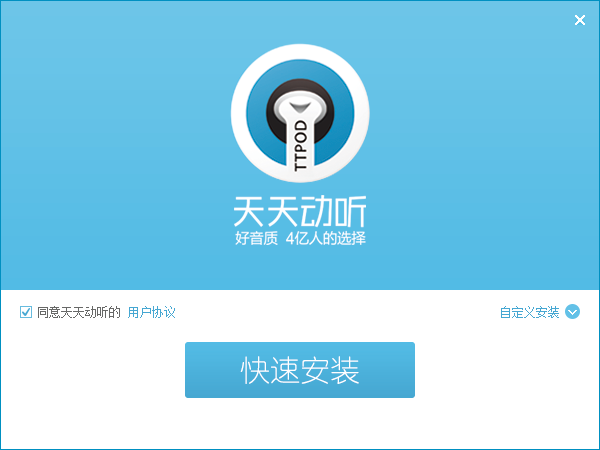 TTPOD
天天动听
好音质 4亿人的选择
同意天天动听的 用户协议
自定义安装
快速安装